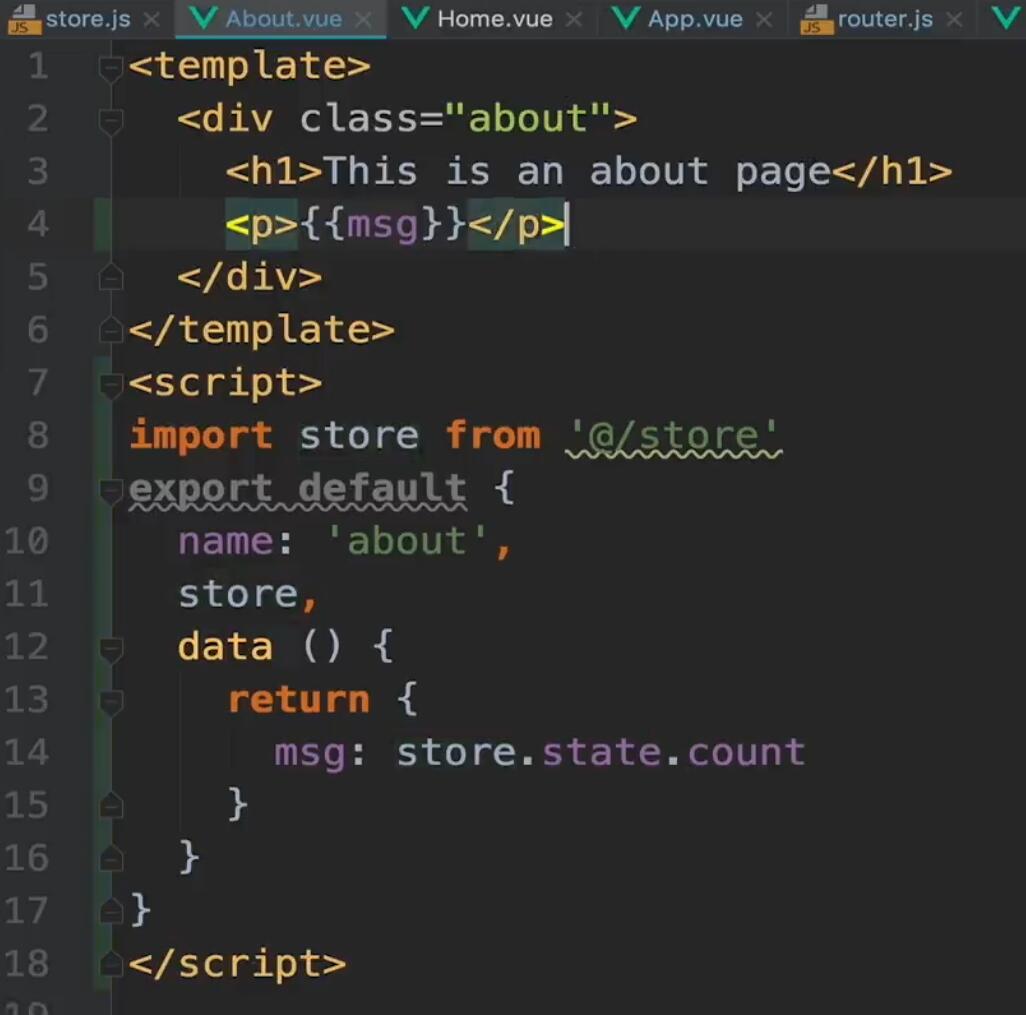 store.js About.vue Home.vue App.vue router.js
1 <template>
2 <div class="about">
3 <h1>This is an about page</h1>
4 <p>{{msg}}</p>
5 </div>
6 </template>
7 <script>
8 import store from '@/store'
9 export default {
10 name: 'about',
11 store,
12 data () {
13 return {
14 msg: store.state.count
15 }
16 }
17 }
18 </script>
19